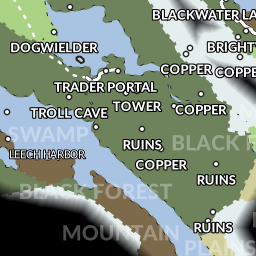 BLACKWATER LA
DOGWIELDER
BRIGHT
COPPER
COPPE
TRADER PORTAL
TOWER
COPPER
TROLL CAVE
SWAMP
RUINS
BLACK
LEECH HARBOR
COPPER
RUINS
BLACK FOREST
RUINS
MOUNTAIN
PLAINS